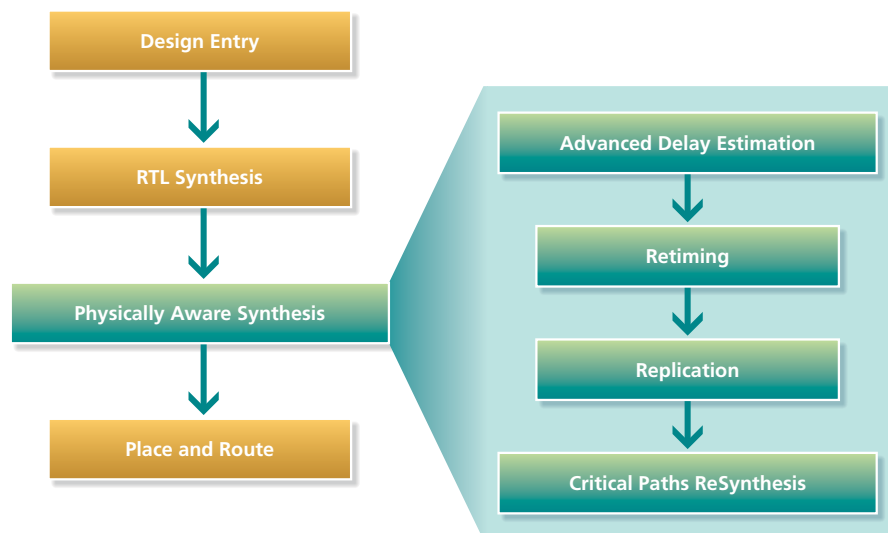 Design Entry
RTL Synthesis
Physically Aware Synthesis
Place and Route
Advanced Delay Estimation
Retiming
Replication
Critical Paths ReSynthesis